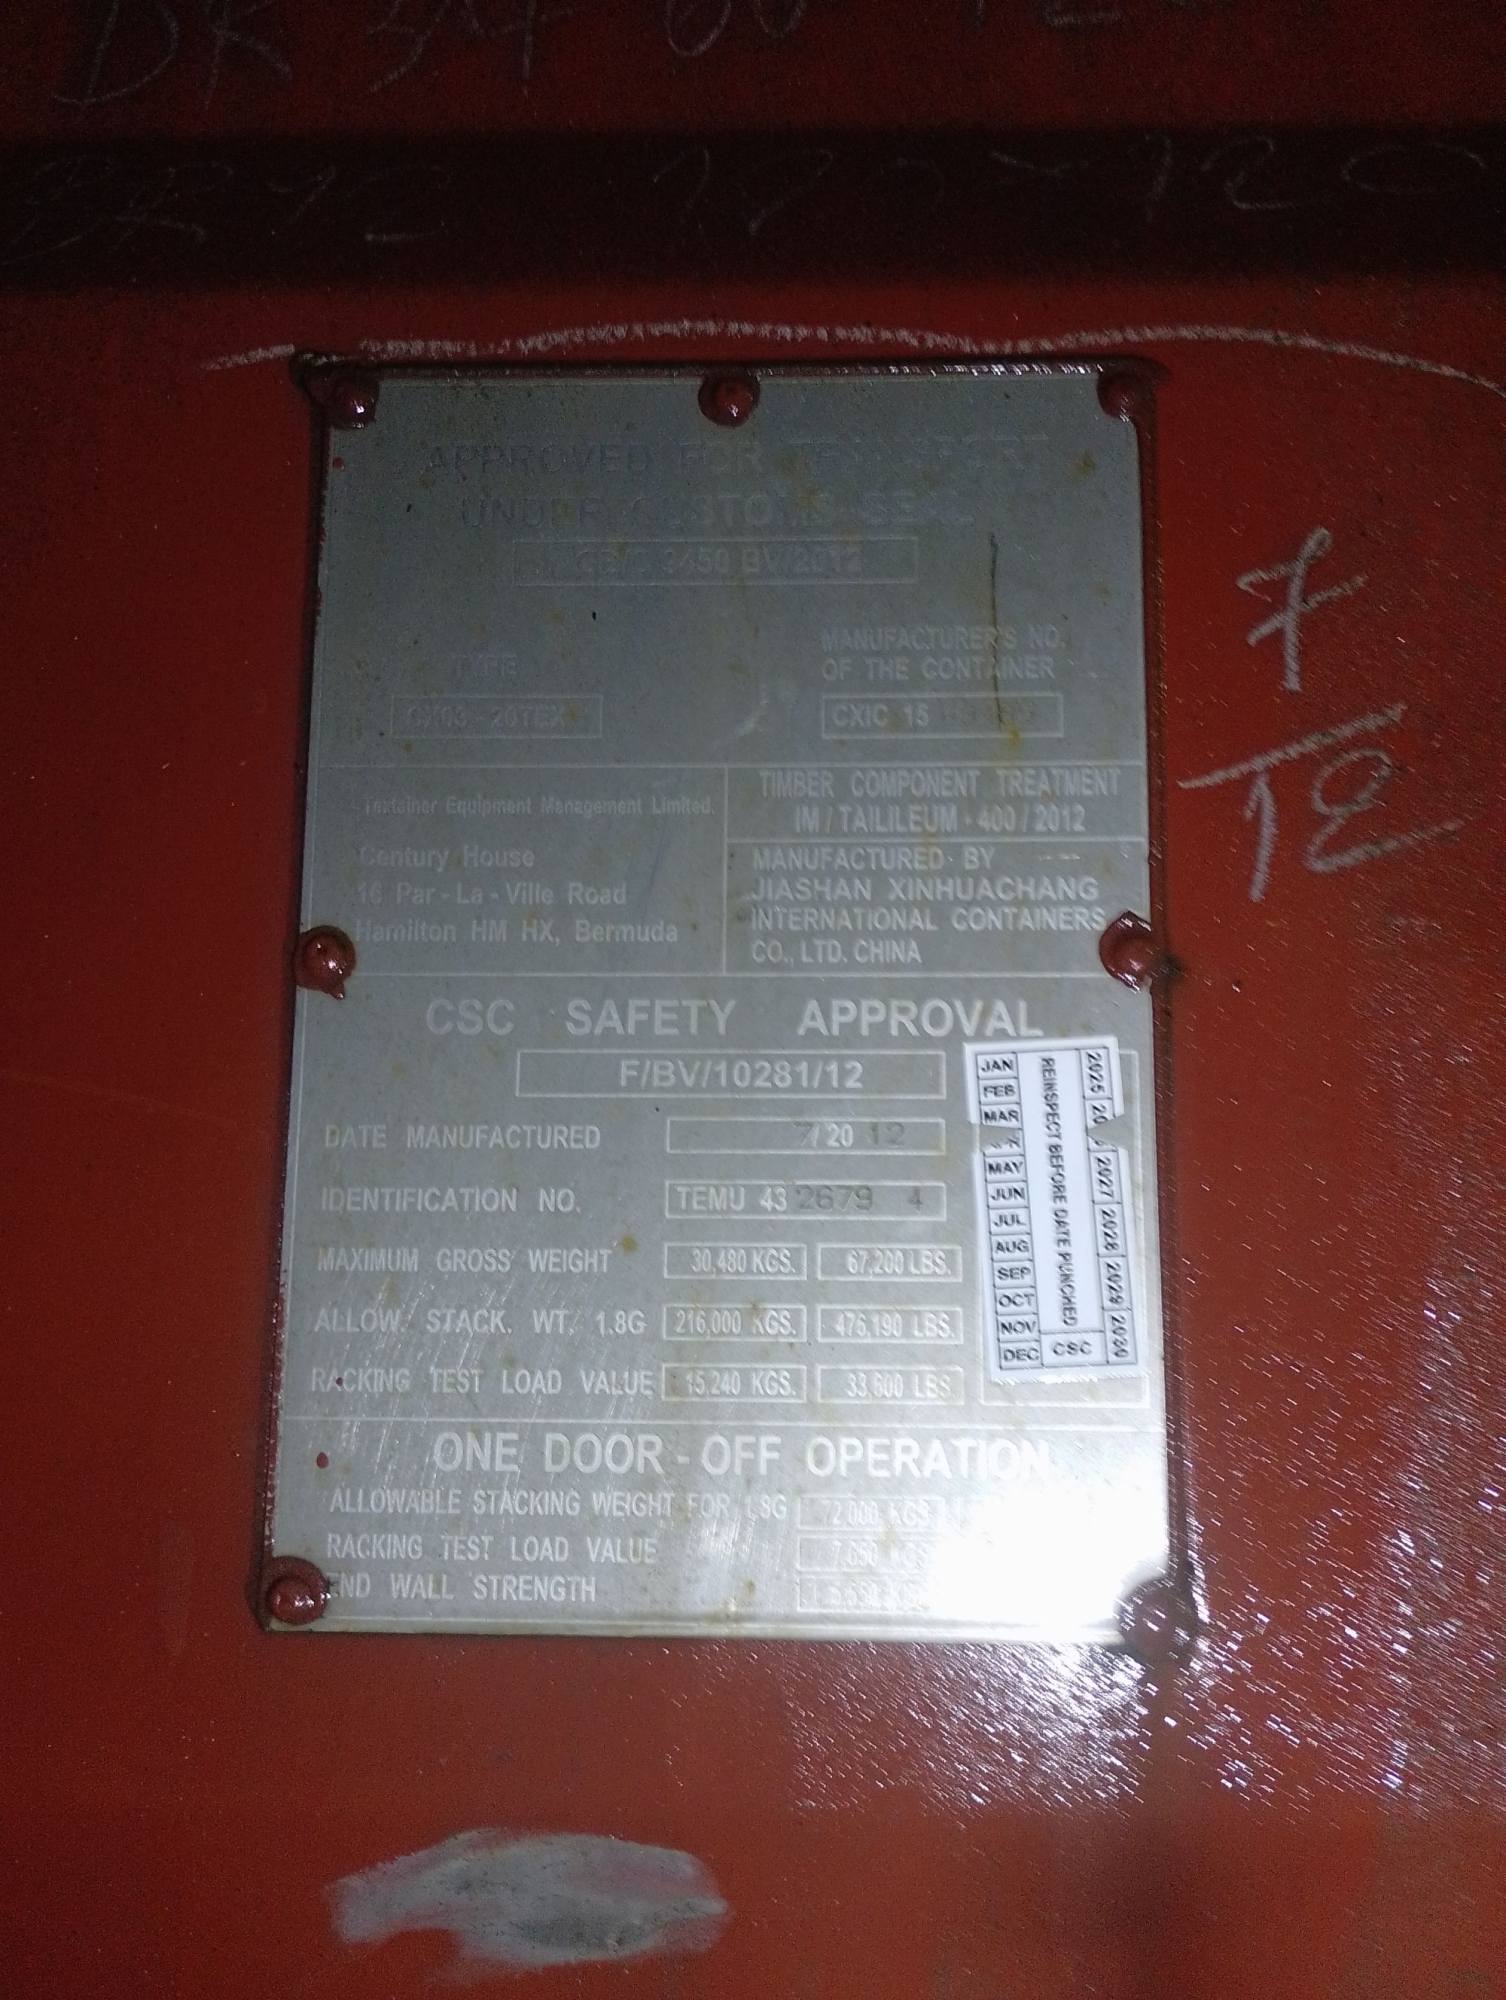 APPROVED FOR TRANSPORT
UNDER CUSTOMS SEAL
3450 BV/2012
TYPE
CX03 - 20TEX
MANUFACTURER'S NO.
OF THE CONTAINER
CXIC 15
Textainer Equipment Management Limited.
Century House
16 Par - La - Ville Road
Hamilton HM HX, Bermuda
TIMBER COMPONENT TREATMENT
IM / TAILILEUM - 400 / 2012
MANUFACTURED BY
JIASHAN XINHUACHANG
INTERNATIONAL CONTAINERS
CO., LTD. CHINA
CSC SAFETY APPROVAL
F/BV/10281/12
DATE MANUFACTURED 7/20 12
IDENTIFICATION NO. TEMU 43 2679 4
MAXIMUM GROSS WEIGHT 30,480 KGS. 67,200 LBS.
ALLOW. STACK. WT. 1.8G 216,000 KGS. 476,190 LBS.
RACKING TEST LOAD VALUE 15,240 KGS. 33,600 LBS
JAN
FEB
MAR
MAY
JUN
JUL
AUG
SEP
OCT
NOV
DEC
REINSPECT BEFORE DATE PUNCHED
CSC
2025 20 2027 2028 2029 2030
ONE DOOR - OFF OPERATION
ALLOWABLE STACKING WEIGHT FOR 1.8G 72,000 KGS
RACKING TEST LOAD VALUE
END WALL STRENGTH
7